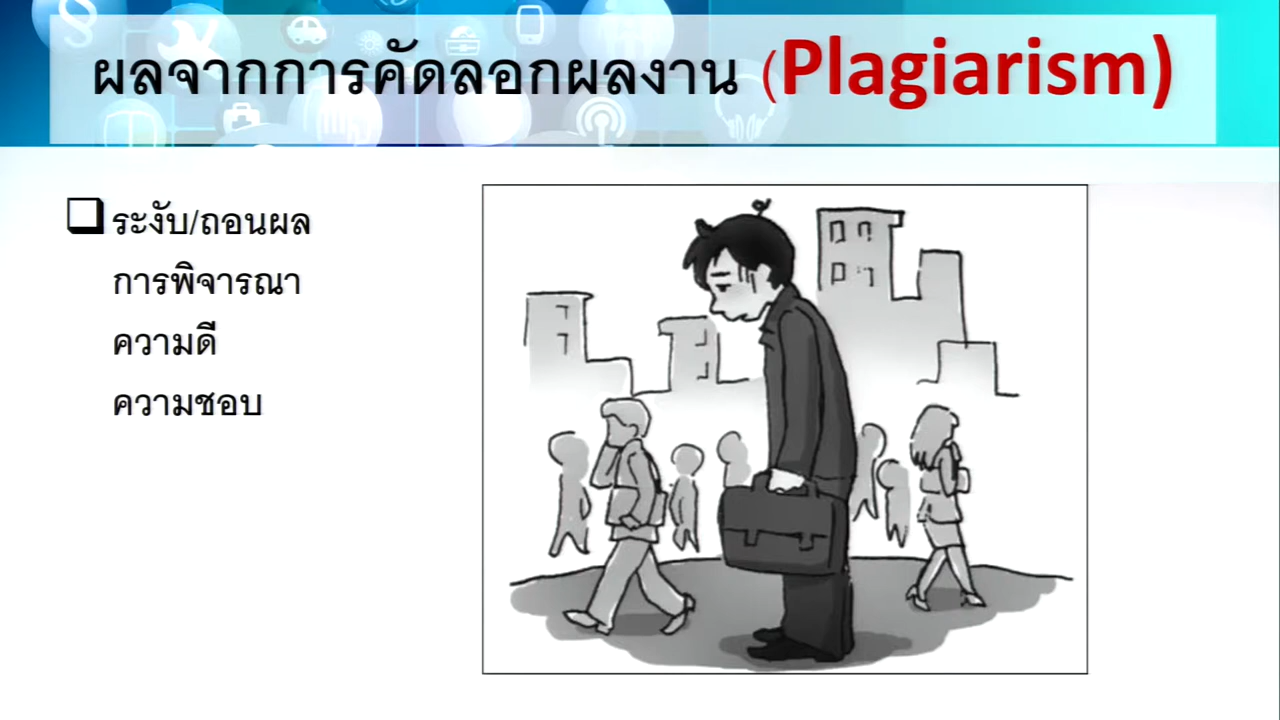 ผลจากการคัดลอกผลงาน (Plagiarism)
ระงับ/ถอนผล
การพิจารณา
ความดี
ความชอบ